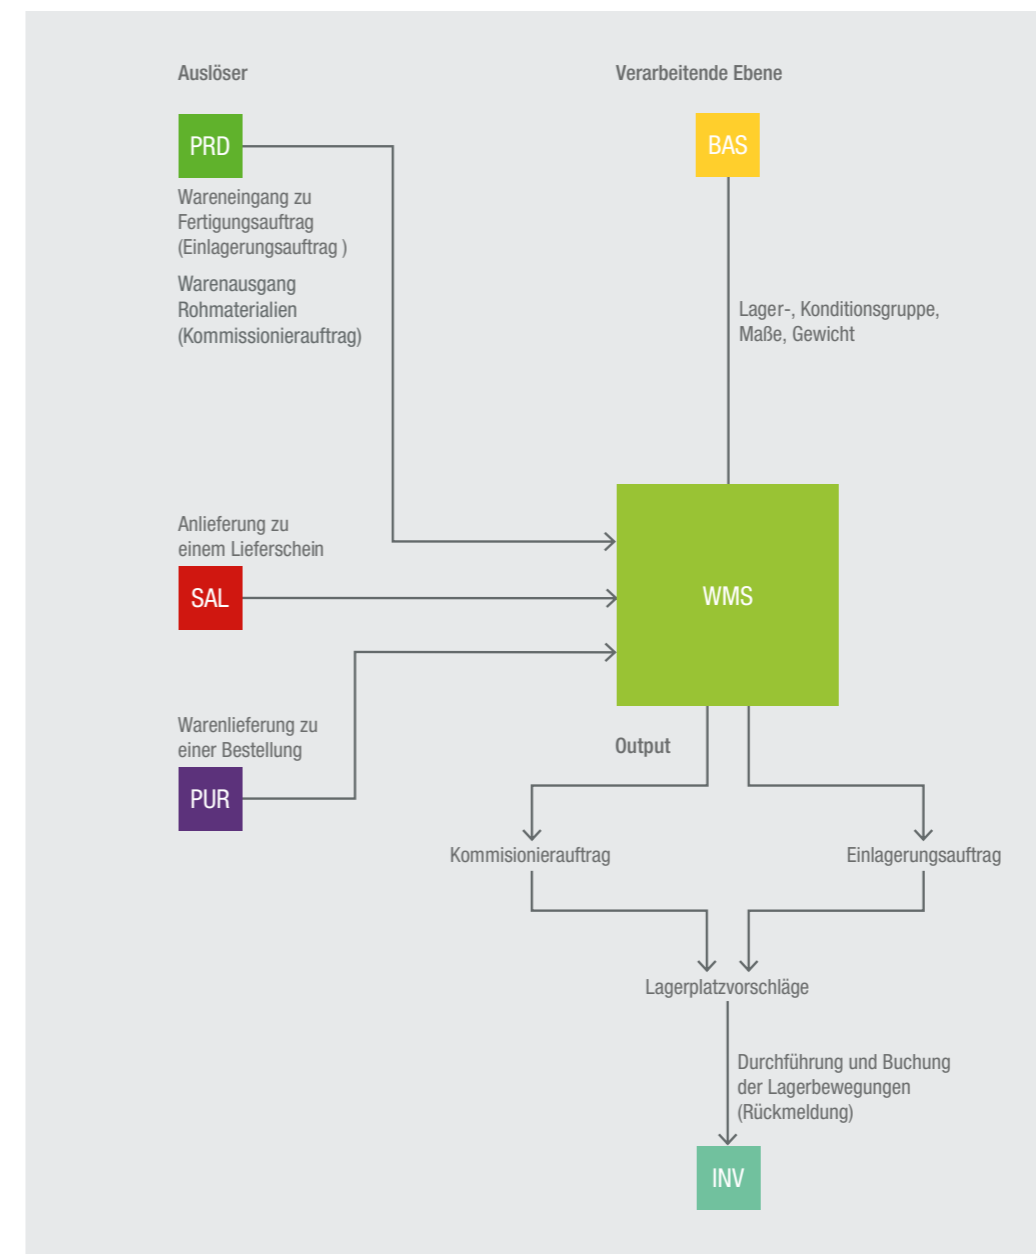 Auslöser
Verarbeitende Ebene
PRD
BAS
Wareneingang zu
Fertigungsauftrag
(Einlagerungsauftrag )
Warenausgang
Rohmaterialien
(Kommissionierauftrag)
Lager-, Konditionsgruppe,
Maße, Gewicht
Anlieferung zu
einem Lieferschein
SAL
WMS
Warenlieferung zu
einer Bestellung
PUR
Output
Kommisionierauftrag
Einlagerungsauftrag
Lagerplatzvorschläge
Durchführung und Buchung
der Lagerbewegungen
(Rückmeldung)
INV